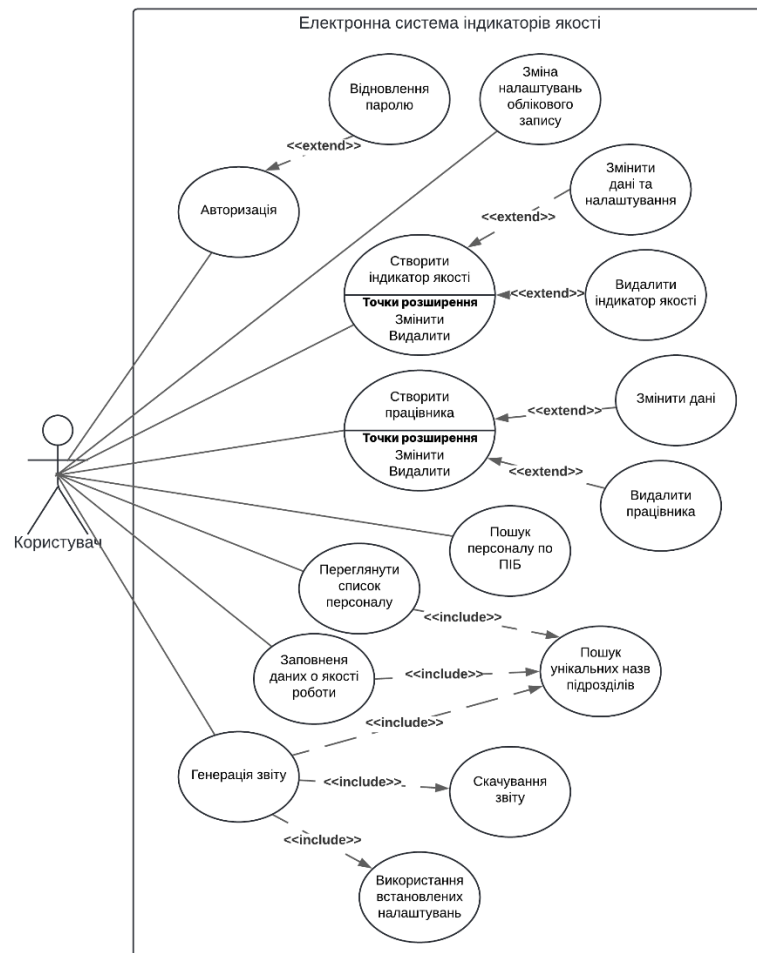 Електронна система індикаторів якості
Відновлення
паролю
Зміна
налаштувань
облікового
запису
<<extend>>
Змінити
дані та
налаштування
Авторизація
<<extend>>
Створити
індикатор якості
Точки розширення
Змінити
Видалити
<<extend>>
Видалити
індикатор якості
Створити
працівника
Точки розширення
Змінити
Видалити
<<extend>>
Змінити дані
<<extend>>
Видалити
працівника
Користувач
Пошук
персоналу по
ПІБ
Переглянути
список
персоналу
<<include>>
Заповненя
даних о якості
роботи
<<include>>
Пошук
унікальних назв
підрозділів
<<include>>
Генерація звіту
<<include>>
Скачування
звіту
<<include>>
Використання
встановлених
налаштувань